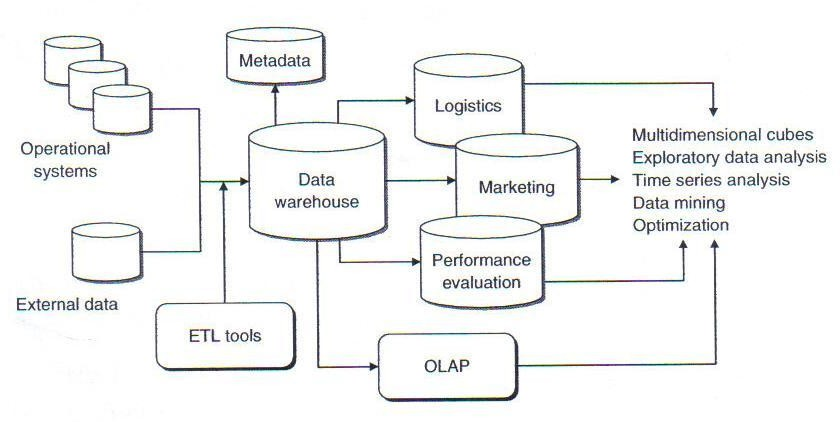 Metadata
Operational
systems
External data
ETL tools
Data
warehouse
Logistics
Marketing
Performance
evaluation
OLAP
Multidimensional cubes
Exploratory data analysis
Time series analysis
Data mining
Optimization